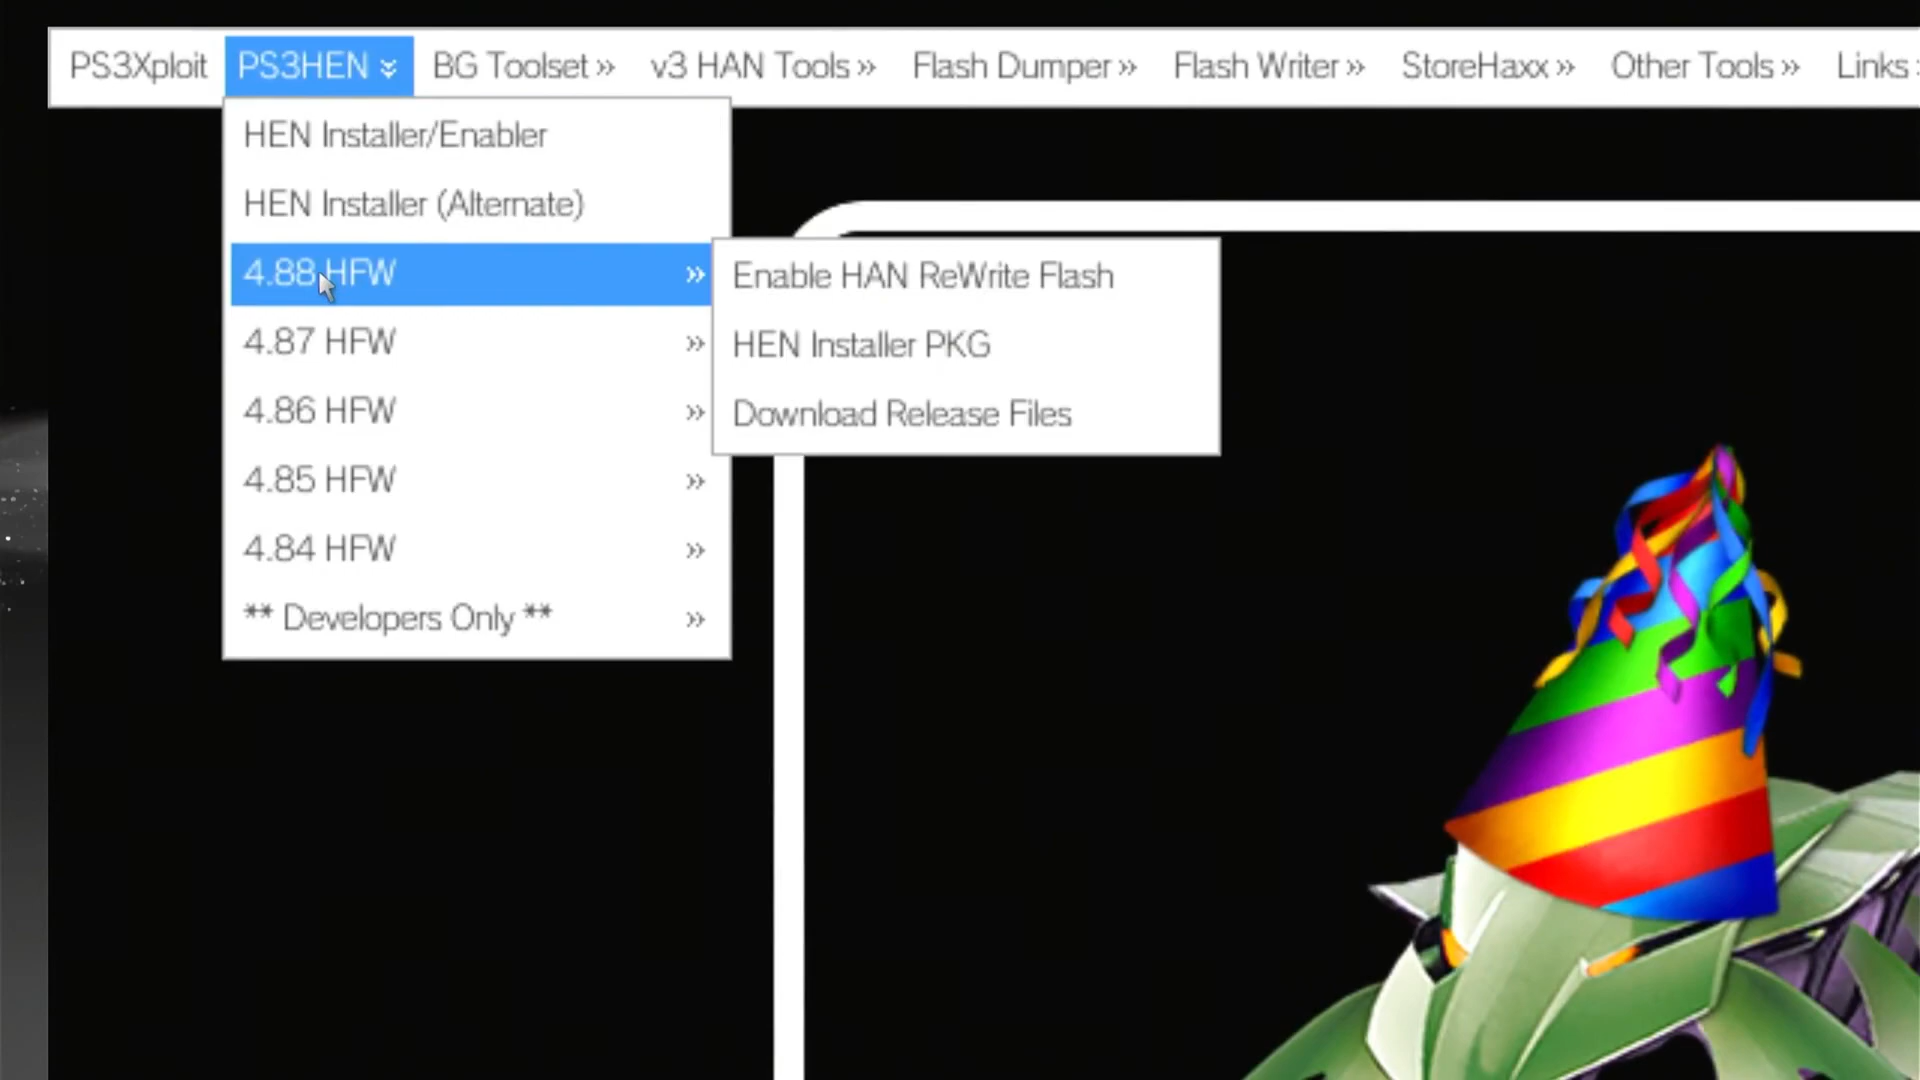 PS3Xploit PS3HEN BG Toolset » v3 HAN Tools » Flash Dumper » Flash Writer » StoreHaxx » Other Tools » Links
HEN Installer/Enabler
HEN Installer (Alternate)
4.88 HFW »
4.87 HFW »
4.86 HFW »
4.85 HFW »
4.84 HFW »
** Developers Only ** »
Enable HAN ReWrite Flash
HEN Installer PKG
Download Release Files